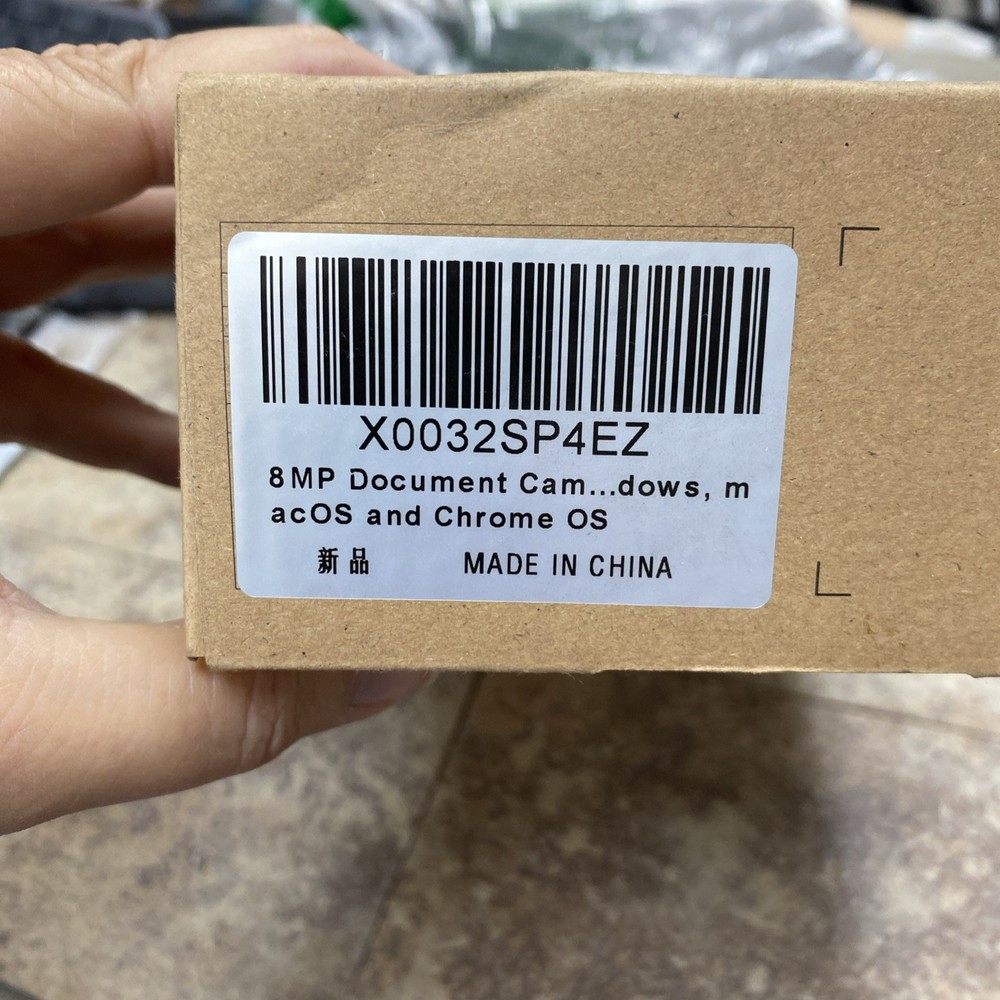 X0032SP4EZ
8MP Document Cam...dows, m
acOS and Chrome OS
新品 MADE IN CHINA